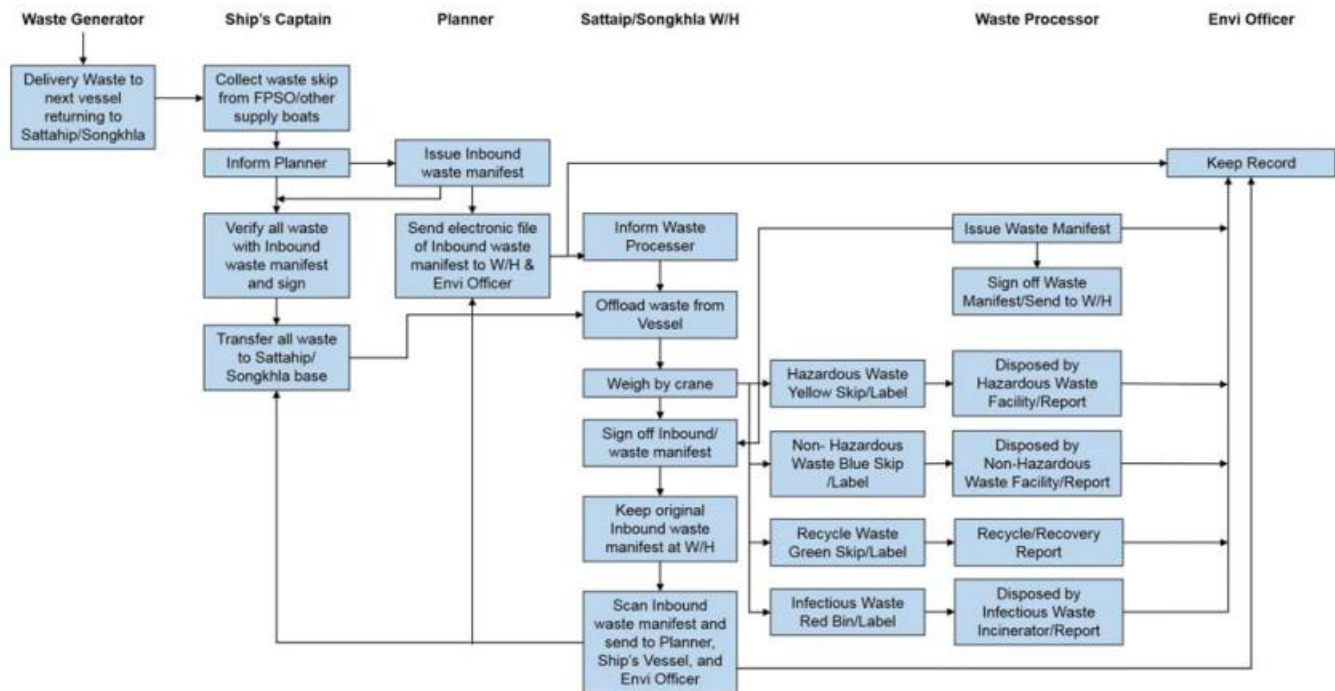 Waste Generator
Ship's Captain
Planner
Sattaip/Songkhla W/H
Waste Processor
Envi Officer
Delivery Waste to
next vessel
returning to
Sattahip/Songkhla
Collect waste skip
from FPSO/other
supply boats
Inform Planner
Issue Inbound
waste manifest
Keep Record
Verify all waste
with Inbound
waste manifest
and sign
Send electronic file
of Inbound waste
manifest to W/H &
Envi Officer
Inform Waste
Processer
Issue Waste Manifest
Sign off Waste
Manifest/Send to W/H
Offload waste from
Vessel
Transfer all waste
to Sattahip/
Songkhla base
Weigh by crane
Hazardous Waste
Yellow Skip/Label
Disposed by
Hazardous Waste
Facility/Report
Sign off Inbound/
waste manifest
Non- Hazardous
Waste Blue Skip
/Label
Disposed by
Non-Hazardous
Waste Facility/Report
Keep original
Inbound waste
manifest at W/H
Recycle Waste
Green Skip/Label
Recycle/Recovery
Report
Scan Inbound
waste manifest and
send to Planner,
Ship's Vessel, and
Envi Officer
Infectious Waste
Red Bin/Label
Disposed by
Infectious Waste
Incinerator/Report